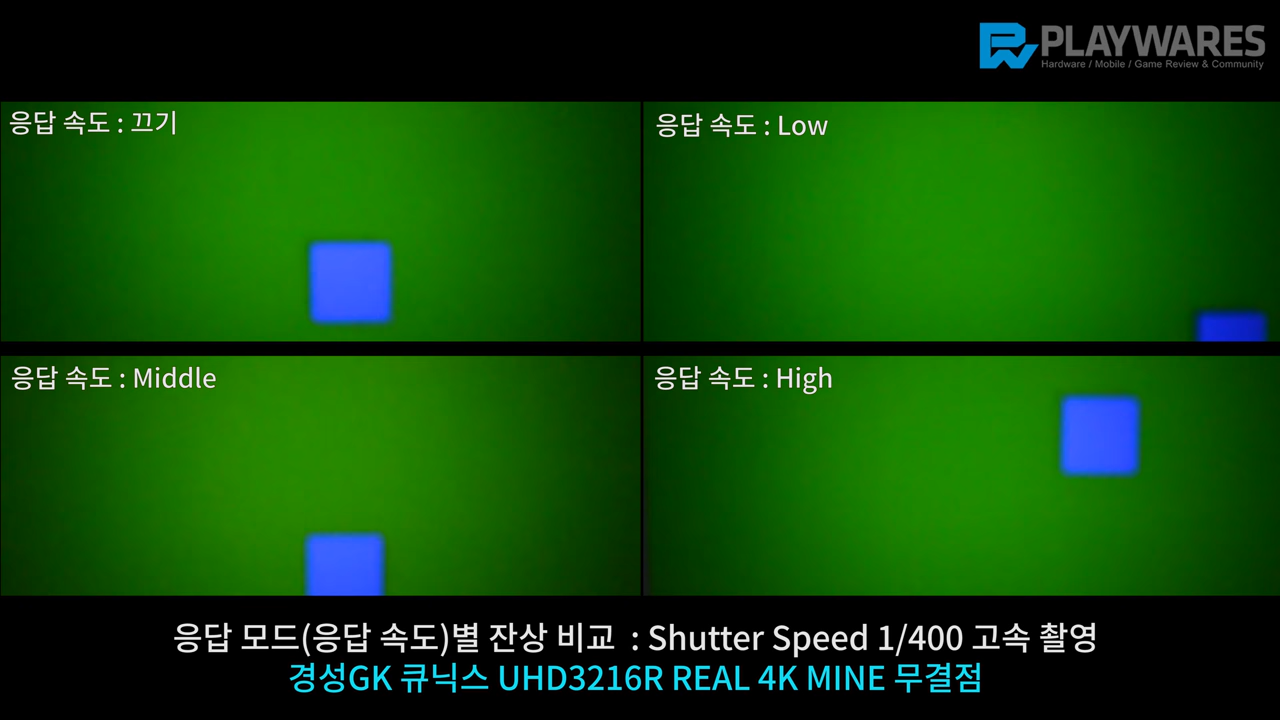 PLAYWARES
Hardware / Mobile / Game Review & Community
응답 속도 : 끄기
응답 속도 : Low
응답 속도 : Middle
응답 속도 : High
응답 모드(응답 속도)별 잔상 비교 : Shutter Speed 1/400 고속 촬영
경성GK 큐닉스 UHD3216R REAL 4K MINE 무결점